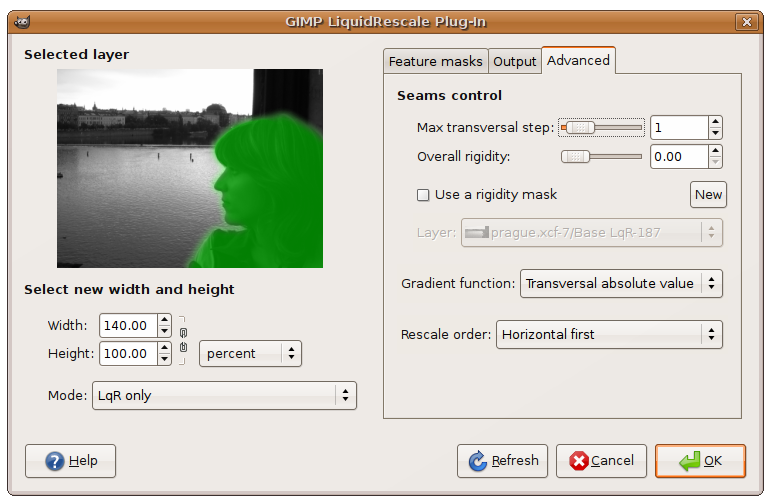 GIMP LiquidRescale Plug-In
Selected layer
Select new width and height
Width: 140.00
Height: 100.00 percent
Mode: LqR only
Feature masks Output Advanced
Seams control
Max transversal step: 1
Overall rigidity: 0.00
Use a rigidity mask New
Layer: prague.xcf-7/Base LqR-187
Gradient function: Transversal absolute value
Rescale order: Horizontal first
Help Refresh Cancel OK